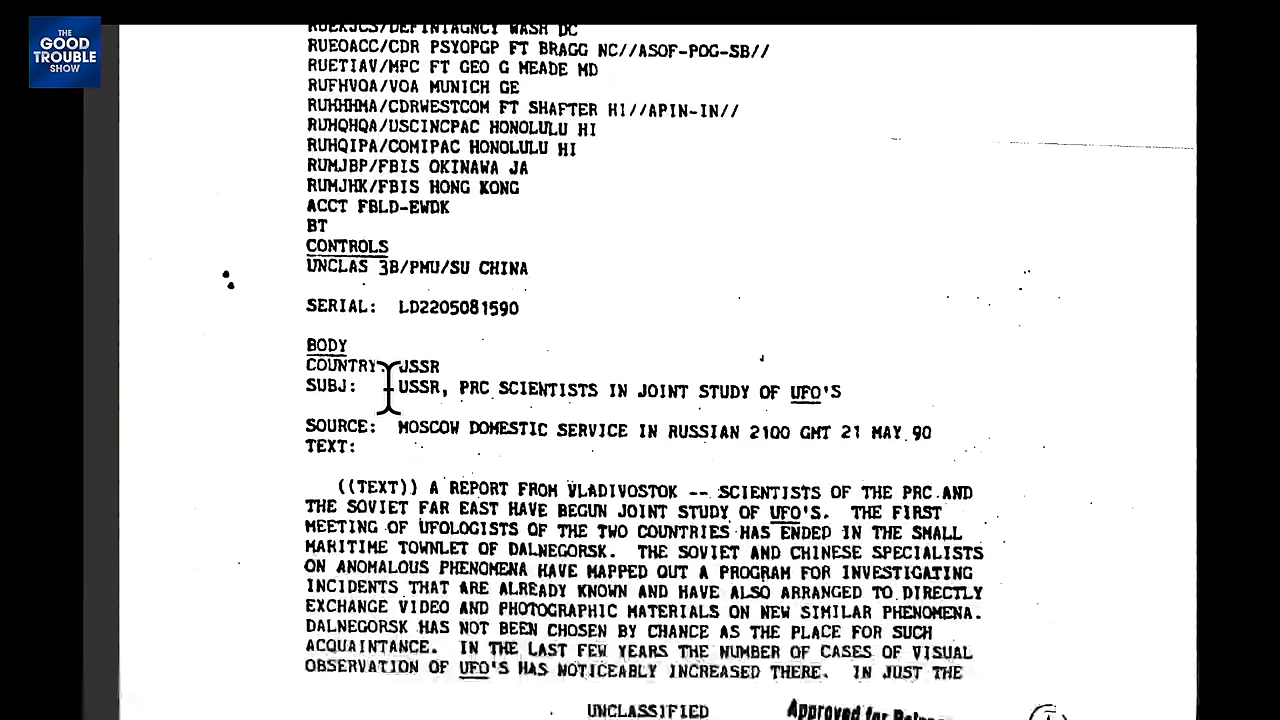 THE
GOOD
TROUBLE
SHOW
RUEKJCS/DEFINTAGNCY WASH DC
RUEOACC/CDR PSYOPGP FT BRAGG NC//ASOF-POG-SB//
RUETIAV/MPC FT GEO G MEADE MD
RUFHVOA/VOA MUNICH GE
RUHHHMA/CDRWESTCOM FT SHAFTER HI//APIN-IN//
RUHQHQA/USCINCPAC HONOLULU HI
RUHQIPA/COMIPAC HONOLULU HI
RUMJBP/FBIS OKINAWA JA
RUMJHK/FBIS HONG KONG
ACCT FBLD-EWDK
BT
CONTROLS
UNCLAS 3B/PMU/SU CHINA
SERIAL: LD2205081590
BODY
COUNTRY: USSR
SUBJ: USSR, PRC SCIENTISTS IN JOINT STUDY OF UFO'S
SOURCE: MOSCOW DOMESTIC SERVICE IN RUSSIAN 2100 GMT 21 MAY 90
TEXT:
((TEXT)) A REPORT FROM VLADIVOSTOK -- SCIENTISTS OF THE PRC AND
THE SOVIET FAR EAST HAVE BEGUN JOINT STUDY OF UFO'S. THE FIRST
MEETING OF UFOLOGISTS OF THE TWO COUNTRIES HAS ENDED IN THE SMALL
MARITIME TOWNLET OF DALNEGORSK. THE SOVIET AND CHINESE SPECIALISTS
ON ANOMALOUS PHENOMENA HAVE MAPPED OUT A PROGRAM FOR INVESTIGATING
INCIDENTS THAT ARE ALREADY KNOWN AND HAVE ALSO ARRANGED TO DIRECTLY
EXCHANGE VIDEO AND PHOTOGRAPHIC MATERIALS ON NEW SIMILAR PHENOMENA.
DALNEGORSK HAS NOT BEEN CHOSEN BY CHANCE AS THE PLACE FOR SUCH
ACQUAINTANCE. IN THE LAST FEW YEARS THE NUMBER OF CASES OF VISUAL
OBSERVATION OF UFO'S HAS NOTICEABLY INCREASED THERE. IN JUST THE
UNCLASSIFIED
Approved for